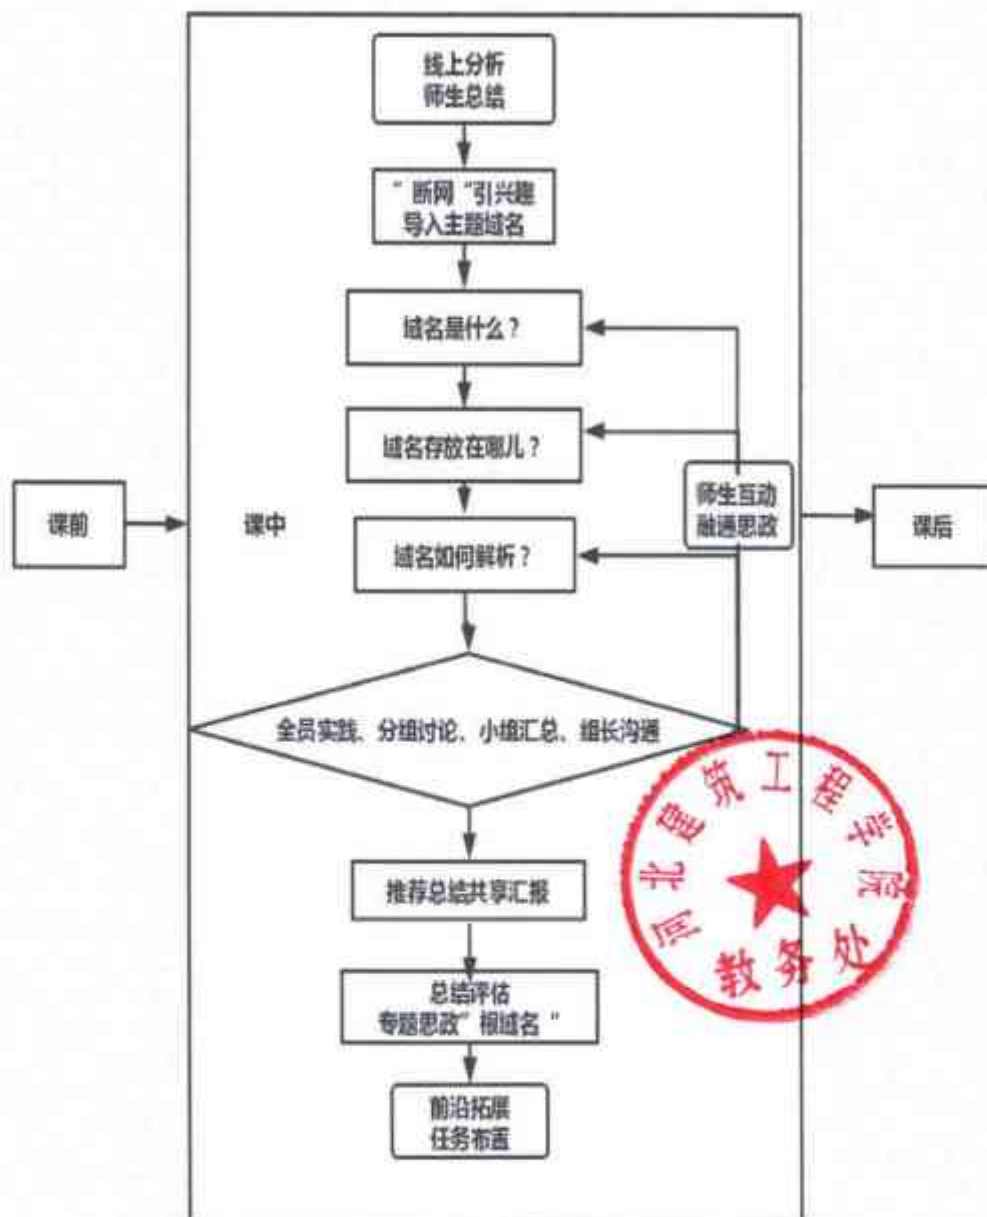 线上分析
师生总结
”断网“引兴趣
导入主题域名
域名是什么？
域名存放在哪儿？
师生互动
融通思政
课前
课中
课后
域名如何解析？
全员实践、分组讨论、小组汇总、组长沟通
推荐总结共享汇报
总结评估
专题思政”根域名“
前沿拓展
任务布置
河北建筑工程学院
教务处